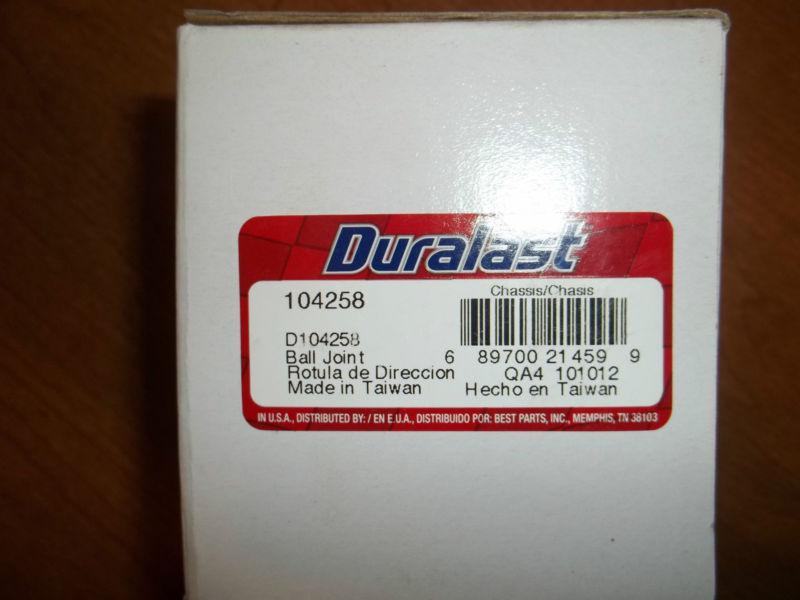 Duralast
104258
Chassis/Chasis
D104258
Ball Joint
6 89700 21459 9
Rotula de Direccion
QA4 101012
Made in Taiwan
Hecho en Taiwan
IN U.S.A., DISTRIBUTED BY: / EN E.U.A., DISTRIBUIDO POR: BEST PARTS, INC., MEMPHIS, TN 38103